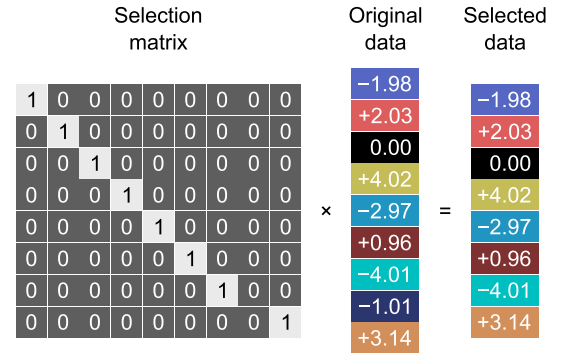 Selection matrix
Original data
Selected data
1 0 0 0 0 0 0 0 0
0 1 0 0 0 0 0 0 0
0 0 1 0 0 0 0 0 0
0 0 0 1 0 0 0 0 0
0 0 0 0 1 0 0 0 0
0 0 0 0 0 1 0 0 0
0 0 0 0 0 0 1 0 0
0 0 0 0 0 0 0 0 1
×
−1.98
+2.03
0.00
+4.02
−2.97
+0.96
−4.01
−1.01
+3.14
=
−1.98
+2.03
0.00
+4.02
−2.97
+0.96
−4.01
+3.14